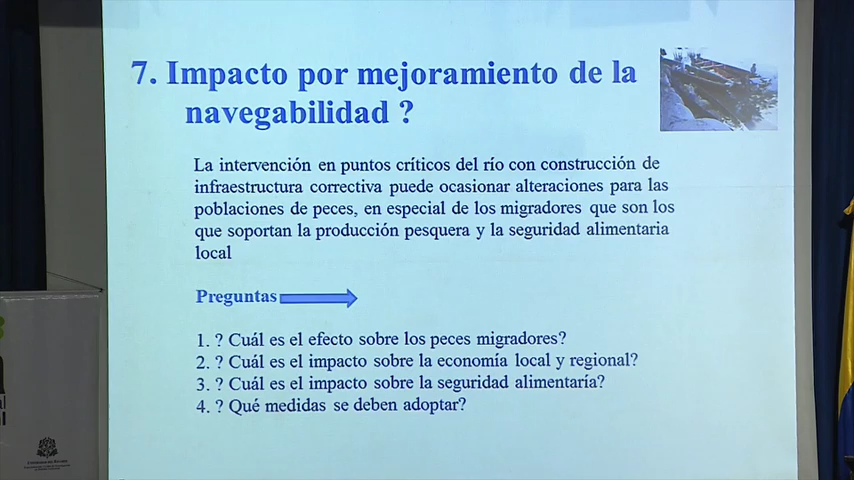 7. Impacto por mejoramiento de la
navegabilidad ?
La intervención en puntos críticos del río con construcción de
infraestructura correctiva puede ocasionar alteraciones para las
poblaciones de peces, en especial de los migradores que son los
que soportan la producción pesquera y la seguridad alimentaria
local
Preguntas
1. ? Cuál es el efecto sobre los peces migradores?
2. ? Cuál es el impacto sobre la economía local y regional?
3. ? Cuál es el impacto sobre la seguridad alimentaría?
4. ? Qué medidas se deben adoptar?